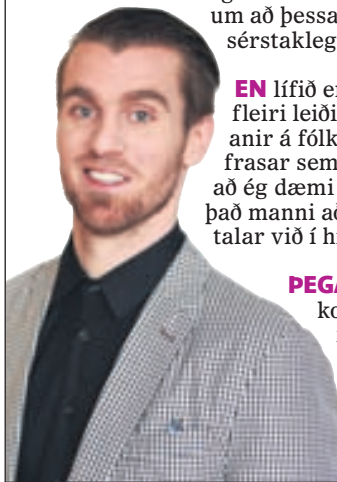 um að þessa
sérstakleg
EN lífið er
fleiri leiði
anir á fólk
frasar sem
að ég dæmi
það manni að
talar við í h
ÞEGA
ko